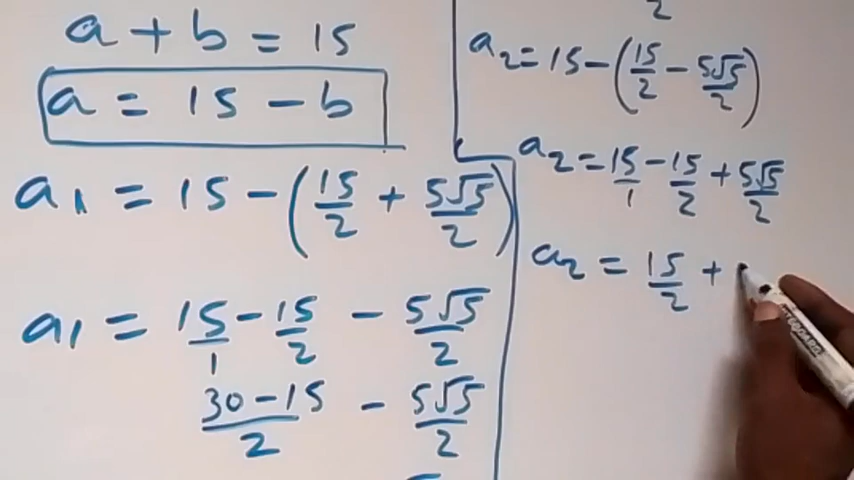 a + b = 15
a = 15 - b
a₁ = 15 - (15/2 + 5√5/2)
a₁ = 15/1 - 15/2 - 5√5/2
30 - 15/2 - 5√5/2
2
a₂ = 15 - (15/2 - 5√5/2)
a₂ = 15/1 - 15/2 + 5√5/2
a₂ = 15/2 +